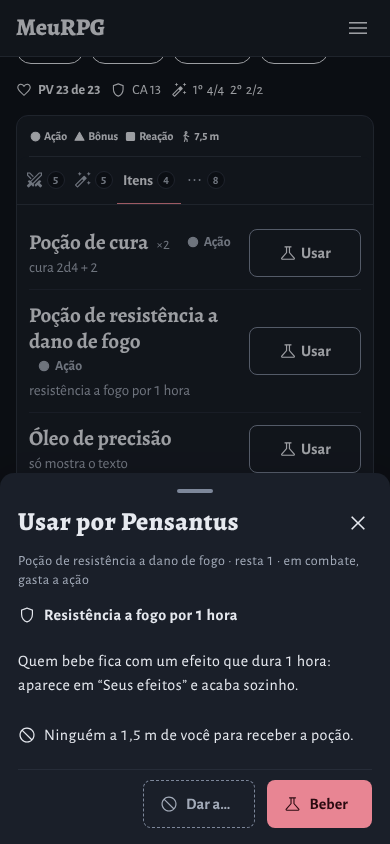 MeuRPG
PV 23 de 23 CA 13 1º 4/4 2º 2/2
Ação Bônus Reação 7,5 m
5 5 Itens 4 ··· 8
Poção de cura ×2 Ação
cura 2d4 + 2
Usar
Poção de resistência a
dano de fogo
Ação
resistência a fogo por 1 hora
Usar
Óleo de precisão
só mostra o texto
Usar
Usar por Pensantus
Poção de resistência a dano de fogo · resta 1 · em combate,
gasta a ação
Resistência a fogo por 1 hora
Quem bebe fica com um efeito que dura 1 hora:
aparece em “Seus efeitos” e acaba sozinho.
Ninguém a 1,5 m de você para receber a poção.
Dar a...
Beber